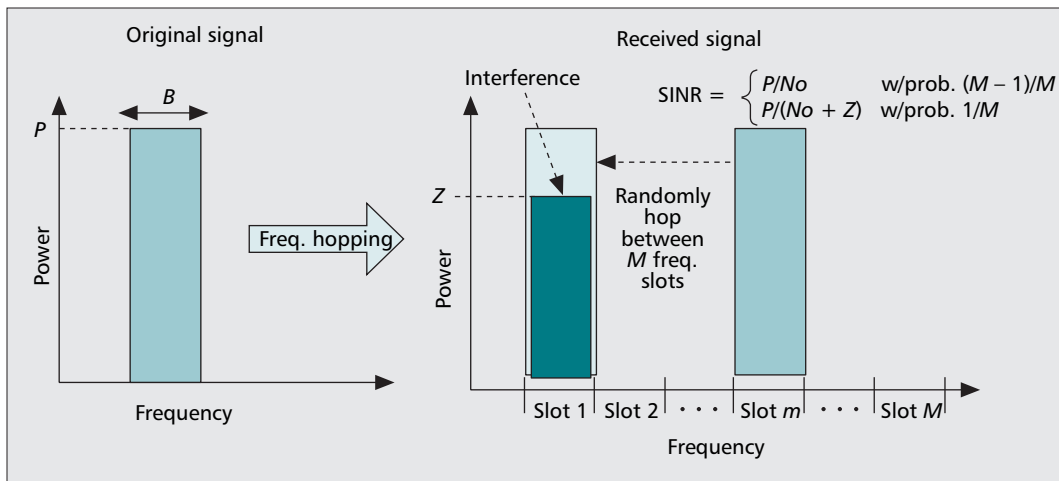 Original signal
B
P
Power
Frequency
Freq. hopping
Received signal
Interference
SINR = { P/No w/prob. (M – 1)/M
P/(No + Z) w/prob. 1/M
Z
Randomly
hop
between
M freq.
slots
Power
Slot 1 Slot 2 · · · Slot m · · · Slot M
Frequency